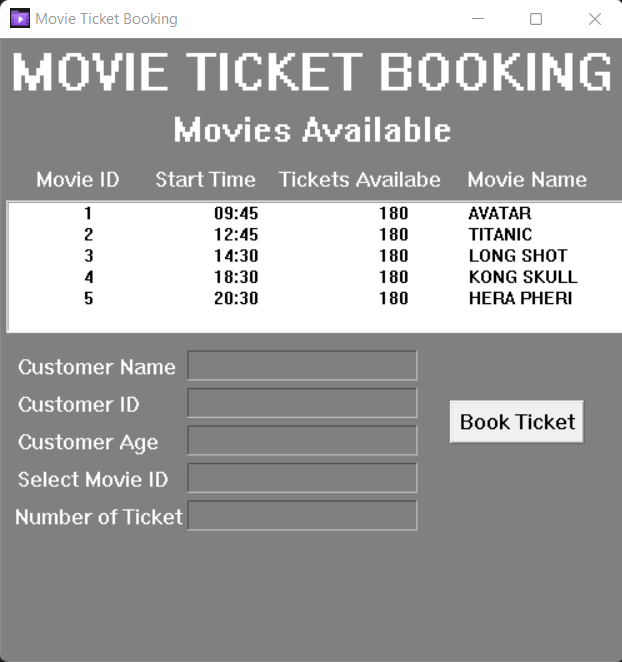 Movie Ticket Booking
MOVIE TICKET BOOKING
Movies Available
Movie ID Start Time Tickets Availabe Movie Name
1 09:45 180 AVATAR
2 12:45 180 TITANIC
3 14:30 180 LONG SHOT
4 18:30 180 KONG SKULL
5 20:30 180 HERA PHERI
Customer Name
Customer ID
Book Ticket
Customer Age
Select Movie ID
Number of Ticket